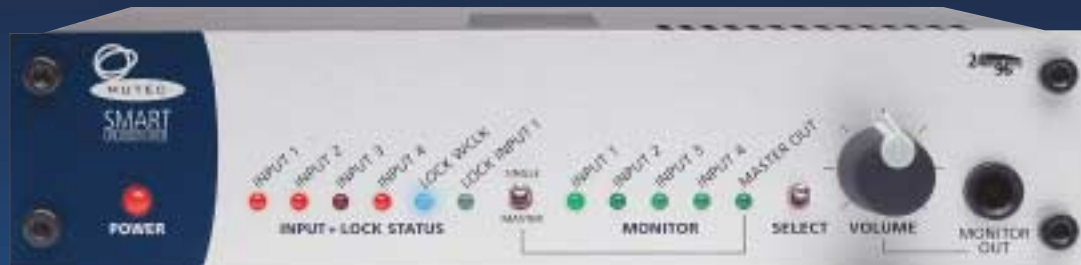 MUTEC
SMART
POWER
INPUT 1
INPUT 2
INPUT 3
INPUT 4
LOCK WCLK
LOCK INPUT 1
INPUT + LOCK STATUS
SINGLE
MASTER
INPUT 1
INPUT 2
INPUT 3
INPUT 4
MASTER OUT
MONITOR
SELECT
VOLUME
96
MONITOR
OUT